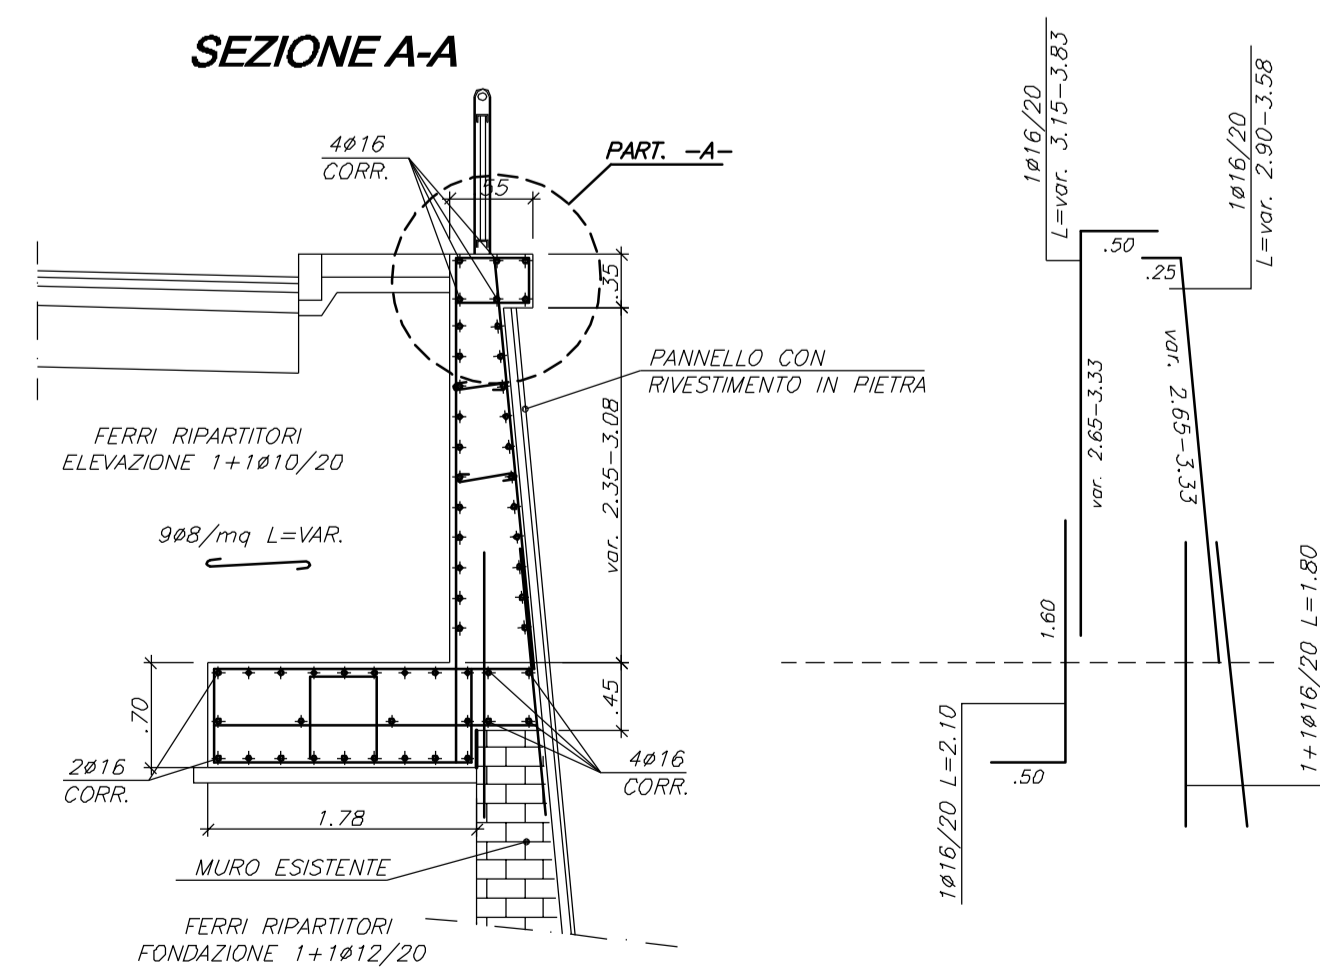 SEZIONE A-A
4ø16
CORR.
PART. -A-
55
.35
PANNELLO CON
RIVESTIMENTO IN PIETRA
FERRI RIPARTITORI
ELEVAZIONE 1+1ø10/20
var. 2.35-3.08
9ø8/mq L=VAR.
.70
.45
2ø16
CORR.
4ø16
CORR.
1.78
MURO ESISTENTE
FERRI RIPARTITORI
FONDAZIONE 1+1ø12/20
1ø16/20
L=var. 3.15-3.83
1ø16/20
L=var. 2.90-3.58
.50
.25
var. 2.65-3.33
var. 2.65-3.33
1.60
1ø16/20 L=2.10
.50
1+1ø16/20 L=1.80